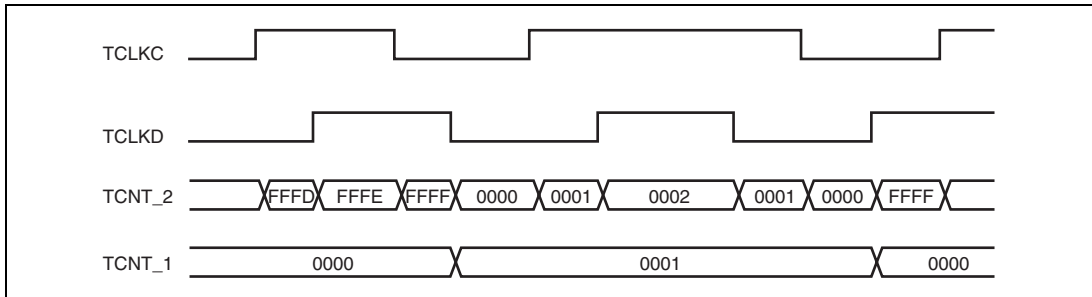 TCLKC
TCLKD
TCNT_2 FFFD FFFE FFFF 0000 0001 0002 0001 0000 FFFF
TCNT_1 0000 0001 0000